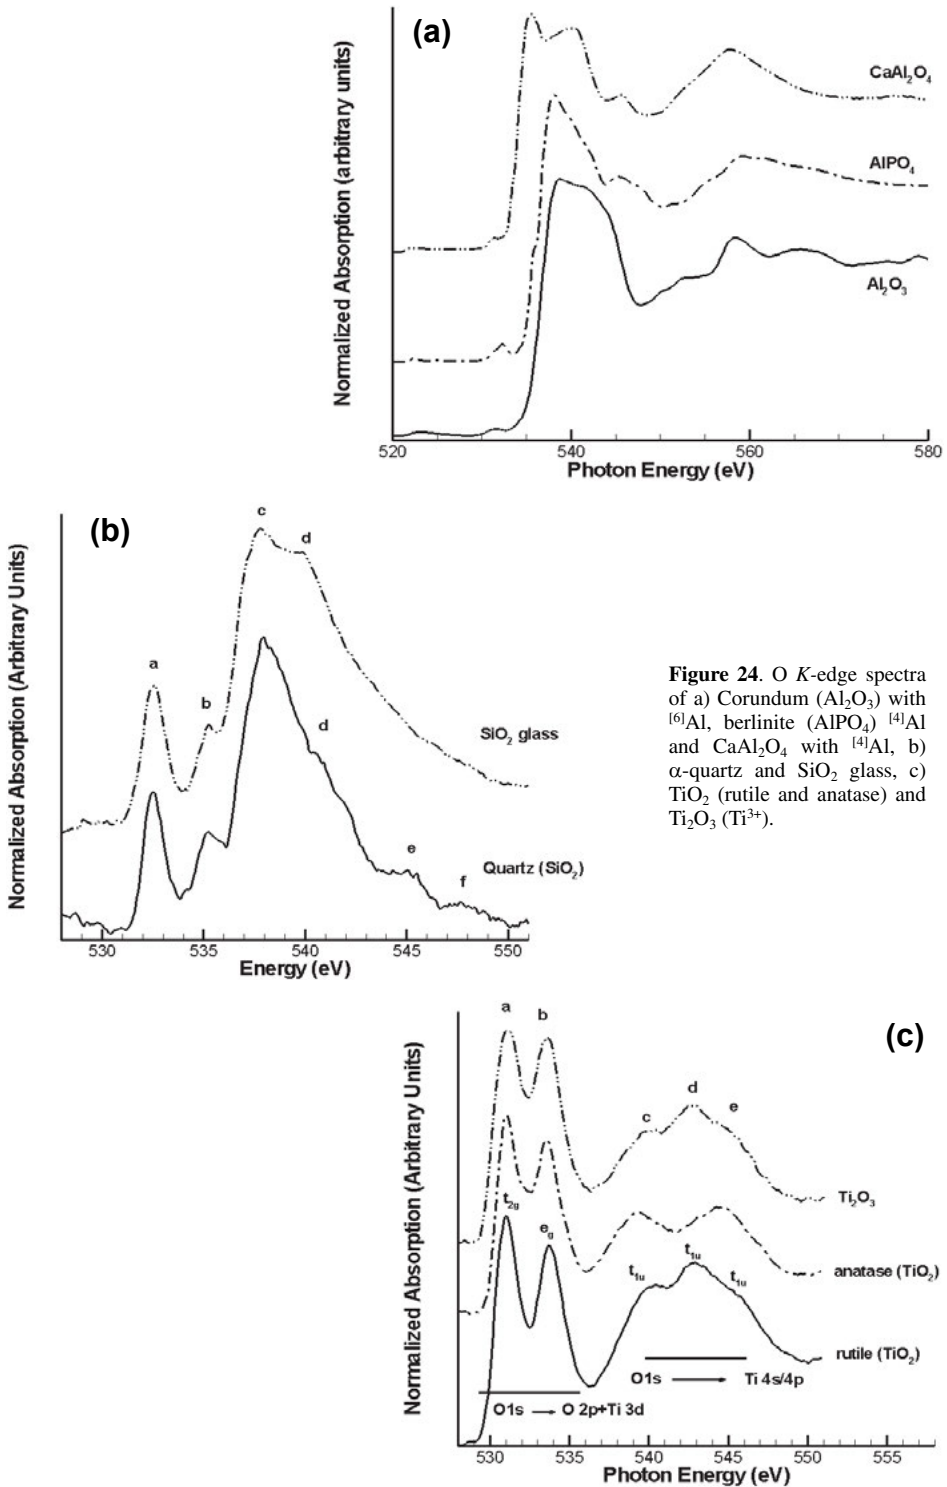 (a)
Normalized Absorption (arbitrary units)
CaAl₂O₄
AlPO₄
Al₂O₃
520 540 560 580
Photon Energy (eV)
(b)
Normalized Absorption (Arbitrary Units)
c
d
a
b
SiO₂ glass
d
e
f
Quartz (SiO₂)
530 535 540 545 550
Energy (eV)
Figure 24. O K-edge spectra
of a) Corundum (Al₂O₃) with
[6]Al, berlinite (AlPO₄) [4]Al
and CaAl₂O₄ with [4]Al, b)
α-quartz and SiO₂ glass, c)
TiO₂ (rutile and anatase) and
Ti₂O₃ (Ti³⁺).
(c)
Normalized Absorption (Arbitrary Units)
a
b
c
d
e
Ti₂O₃
t₂g
eg
anatase (TiO₂)
t₁u
t₁u
t₁u
rutile (TiO₂)
O1s → Ti 4s/4p
O1s → O 2p+Ti 3d
530 535 540 545 550 555
Photon Energy (eV)